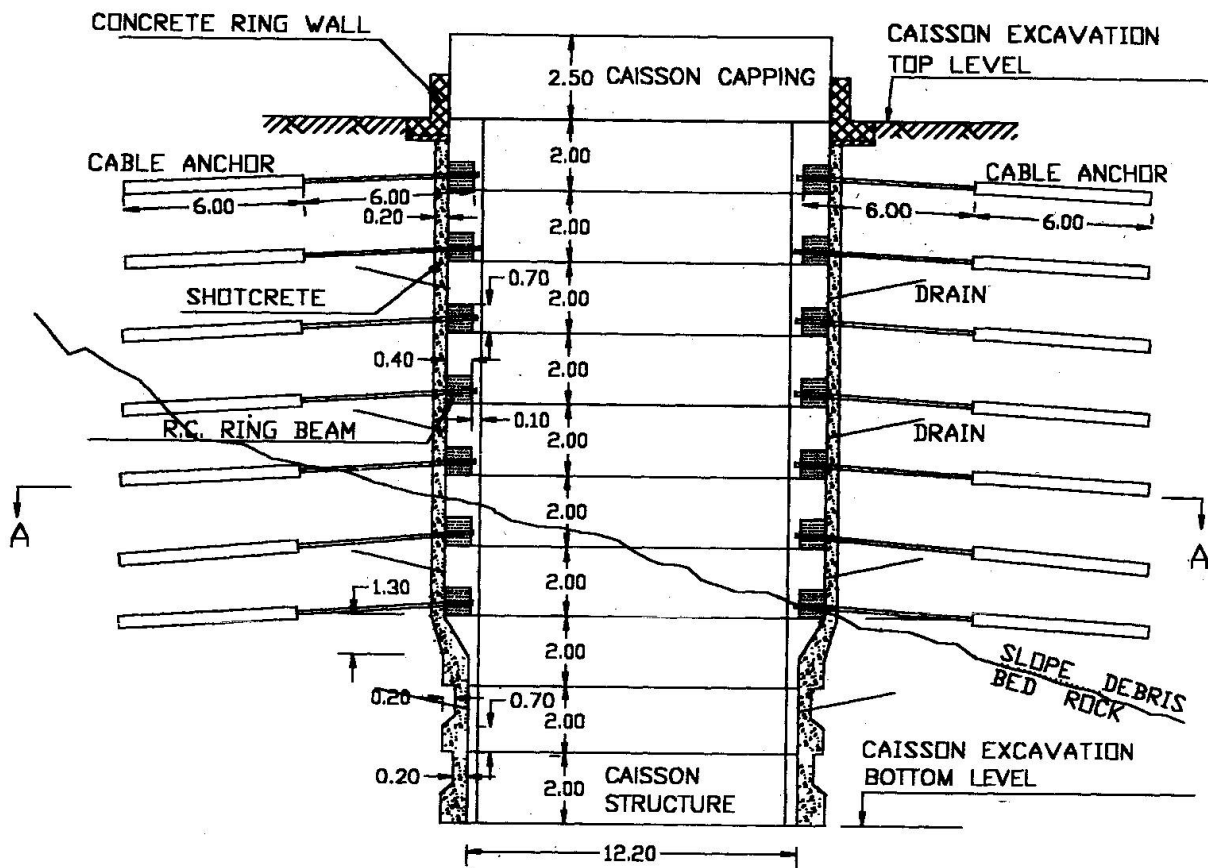 CONCRETE RING WALL
CAISSON EXCAVATION
TOP LEVEL
2.50 CAISSON CAPPING
2.00
CABLE ANCHOR
CABLE ANCHOR
6.00
6.00
0.20
6.00
6.00
2.00
SHOTCRETE
0.70
2.00
DRAIN
0.40
2.00
R.C. RING BEAM
0.10
2.00
DRAIN
A
2.00
A
1.30
2.00
2.00
SLOPE DEBRIS
BED ROCK
0.20
0.70
2.00
CAISSON EXCAVATION
BOTTOM LEVEL
0.20
2.00
CAISSON
STRUCTURE
12.20